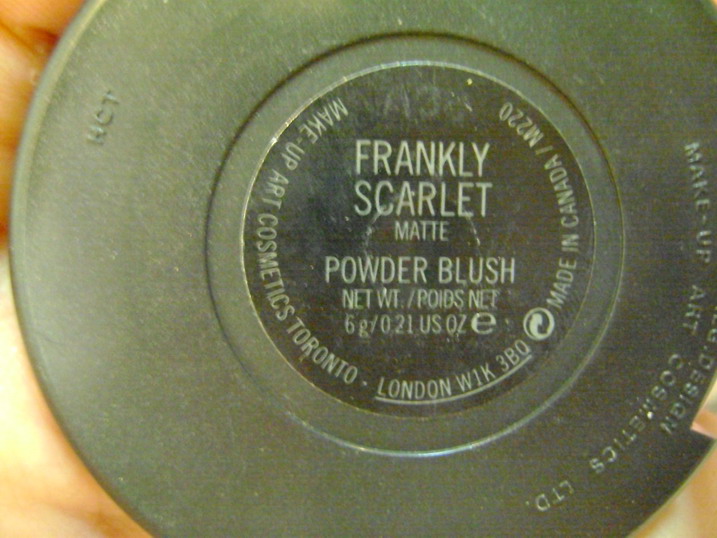 FRANKLY
SCARLET
MATTE
POWDER BLUSH
NET WT. / POIDS NET
6 g / 0.21 US OZ e
MAKE-UP ART COSMETICS TORONTO - LONDON W1K 3BQ
MADE IN CANADA / M220
MAKE-UP ART COSMETICS LTD.
DESIGN